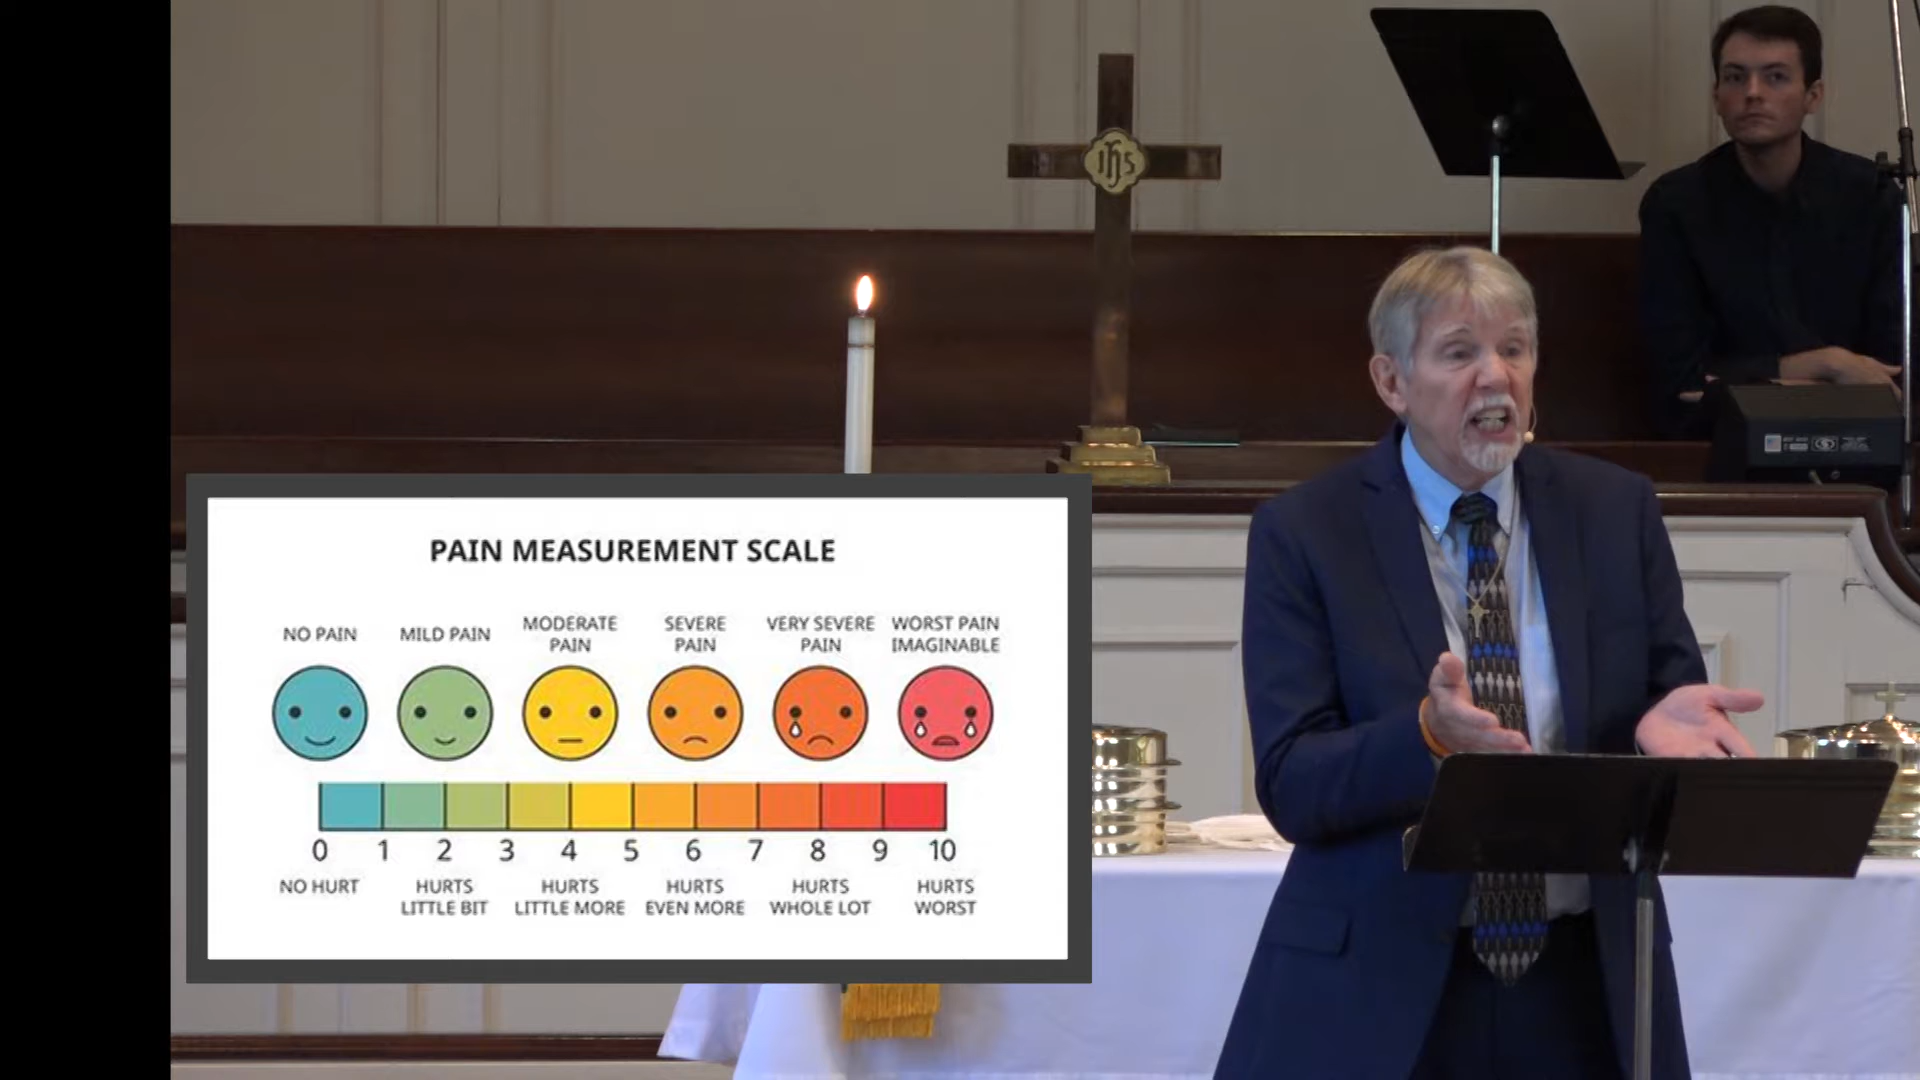 IHS
PAIN MEASUREMENT SCALE
NO PAIN
MILD PAIN
MODERATE
PAIN
SEVERE
PAIN
VERY SEVERE
PAIN
WORST PAIN
IMAGINABLE
0 1 2 3 4 5 6 7 8 9 10
NO HURT
HURTS
LITTLE BIT
HURTS
LITTLE MORE
HURTS
EVEN MORE
HURTS
WHOLE LOT
HURTS
WORST